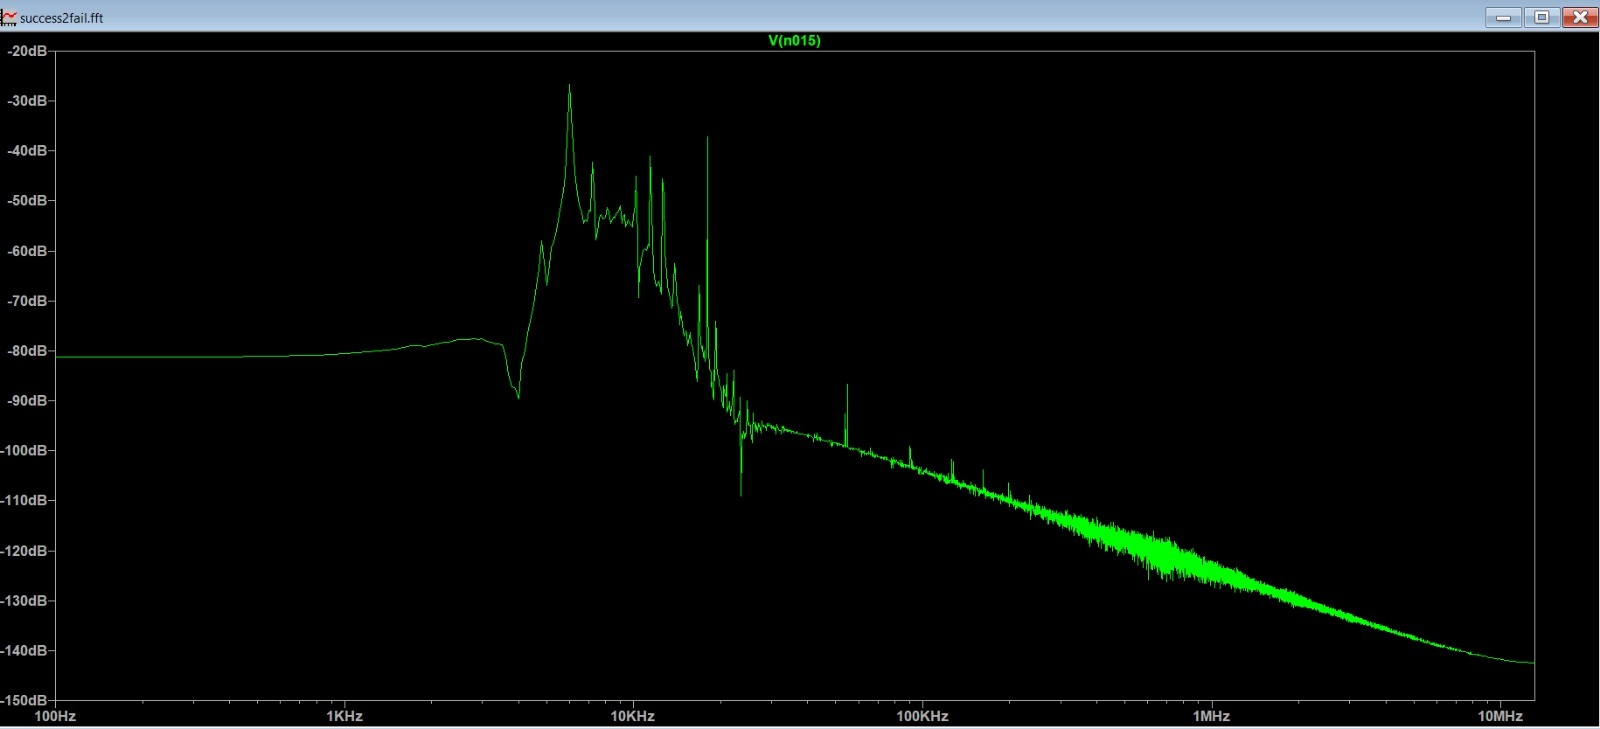 success2fail.fft
V(n015)
-20dB
-30dB
-40dB
-50dB
-60dB
-70dB
-80dB
-90dB
-100dB
-110dB
-120dB
-130dB
-140dB
-150dB
100Hz 1KHz 10KHz 100KHz 1MHz 10MHz